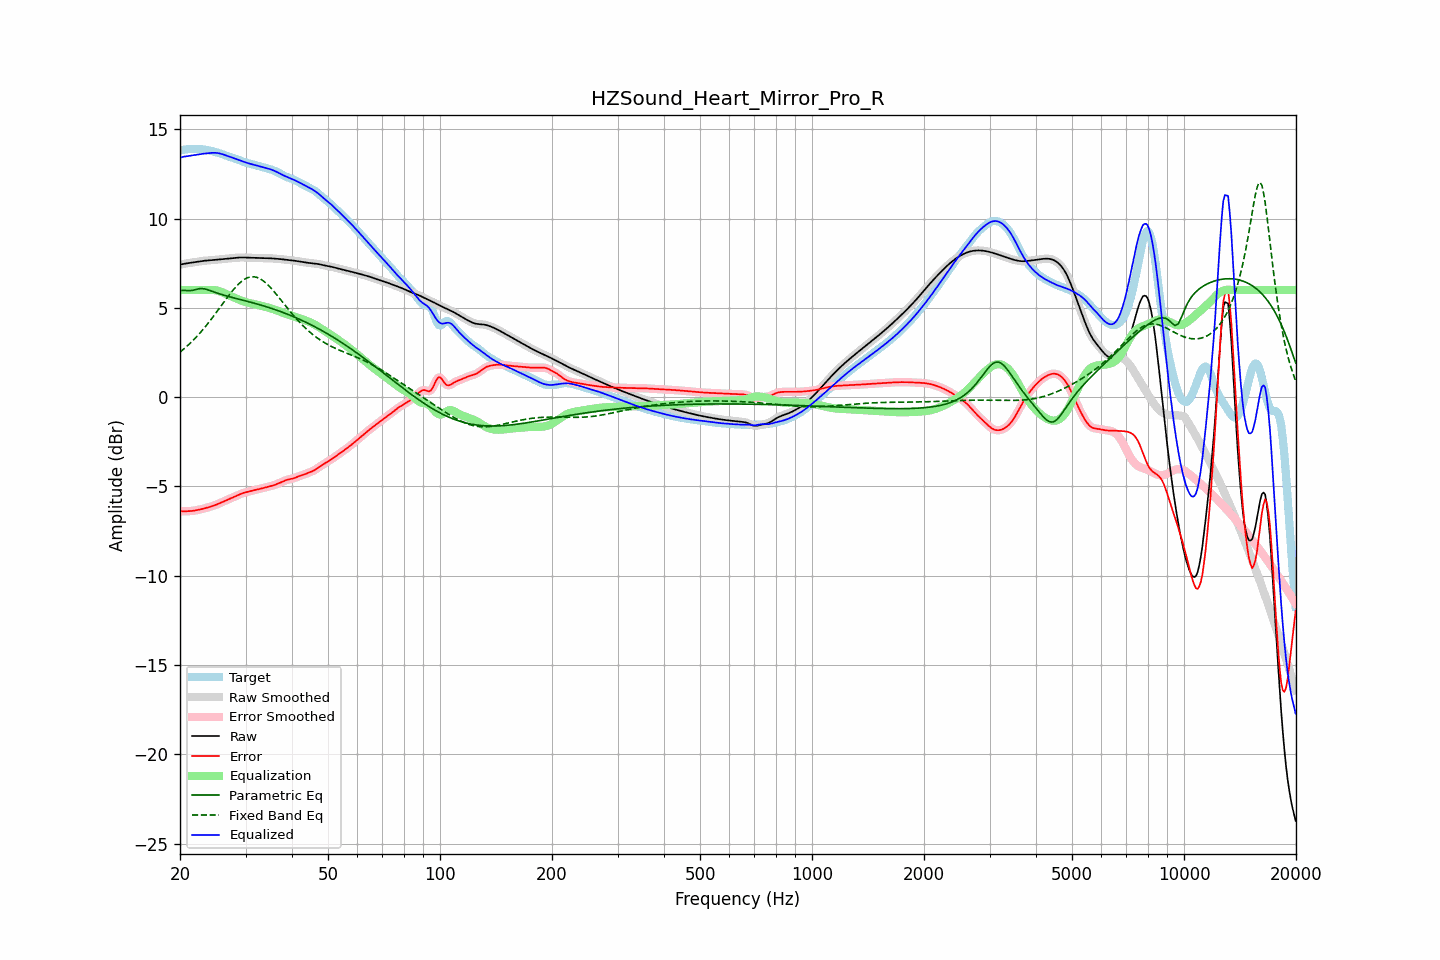 HZSound_Heart_Mirror_Pro_R
Amplitude (dBr)
15
10
5
0
−5
−10
−15
−20
−25
Target
Raw Smoothed
Error Smoothed
Raw
Error
Equalization
Parametric Eq
Fixed Band Eq
Equalized
20 50 100 200 500 1000 2000 5000 10000 20000
Frequency (Hz)